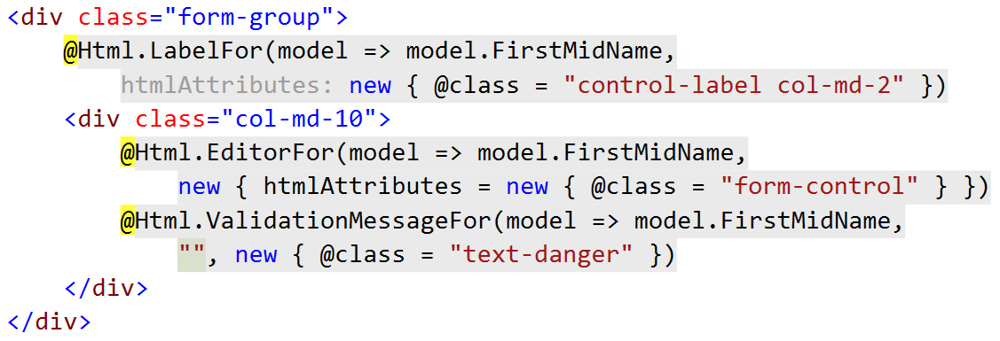 <div class="form-group">
@Html.LabelFor(model => model.FirstMidName,
htmlAttributes: new { @class = "control-label col-md-2" })
<div class="col-md-10">
@Html.EditorFor(model => model.FirstMidName,
new { htmlAttributes = new { @class = "form-control" } })
@Html.ValidationMessageFor(model => model.FirstMidName,
"", new { @class = "text-danger" })
</div>
</div>